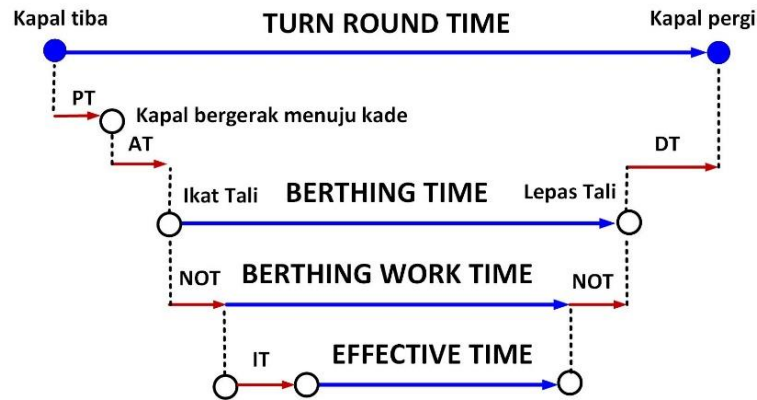 Kapal tiba
TURN ROUND TIME
Kapal pergi
PT
Kapal bergerak menuju kade
AT
DT
Ikat Tali
BERTHING TIME
Lepas Tali
NOT
BERTHING WORK TIME
NOT
IT
EFFECTIVE TIME